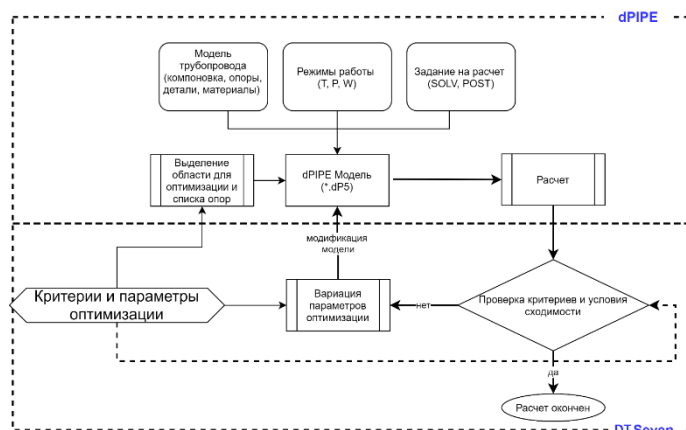 dPIPE
Модель
трубопровода
(компоновка, опоры,
детали, материалы)
Режимы работы
(T, P, W)
Задание на расчет
(SOLV, POST)
Выделение
области для
оптимизации и
списка опор
dPIPE Модель
(*.dP5)
Расчет
модификация
модели
Критерии и параметры
оптимизации
Вариация
параметров
оптимизации
нет
Проверка критериев и условия
сходимости
да
Расчет окончен
DT Seven